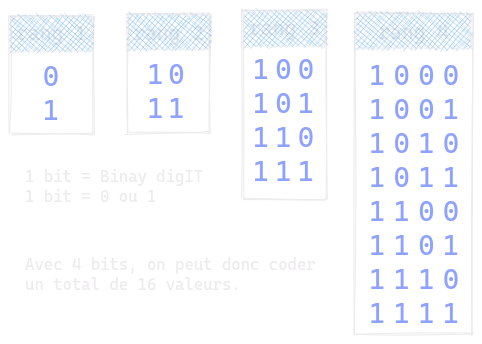 rang 1
0
1
rang 2
10
11
rang 3
100
101
110
111
rang 4
1000
1001
1010
1011
1100
1101
1110
1111
1 bit = Binay digIT
1 bit = 0 ou 1
Avec 4 bits, on peut donc coder
un total de 16 valeurs.